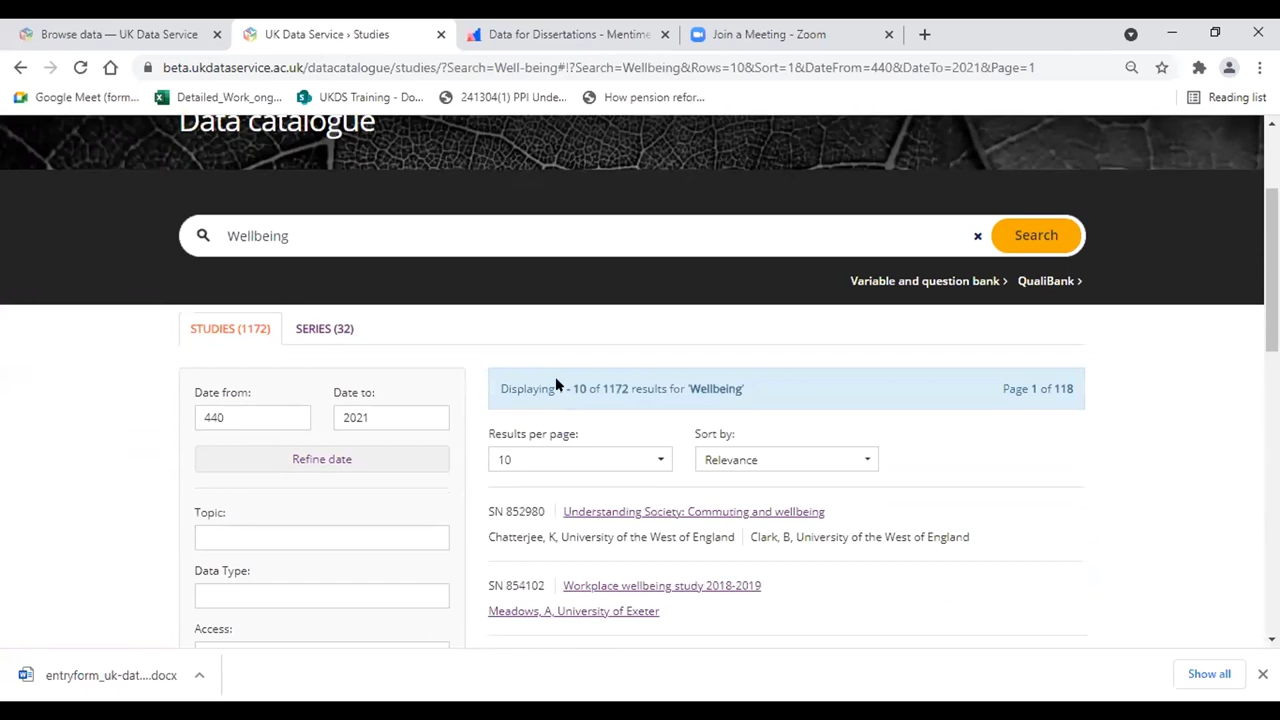 Browse data — UK Data Service
UK Data Service › Studies
Data for Dissertations - Mentime
Join a Meeting - Zoom
beta.ukdataservice.ac.uk/datacatalogue/studies/?Search=Well-being#!?Search=Wellbeing&Rows=10&Sort=1&DateFrom=440&DateTo=2021&Page=1
Google Meet (form...
Detailed_Work_ong...
UKDS Training - Do...
241304(1) PPI Unde...
How pension refor...
Reading list
Data catalogue
Wellbeing
Search
Variable and question bank >
QualiBank >
STUDIES (1172)
SERIES (32)
Date from:
Date to:
440
2021
Refine date
Topic:
Data Type:
Access:
Displaying - 10 of 1172 results for 'Wellbeing'
Page 1 of 118
Results per page:
Sort by:
10
Relevance
SN 852980
Understanding Society: Commuting and wellbeing
Chatterjee, K, University of the West of England
Clark, B, University of the West of England
SN 854102
Workplace wellbeing study 2018-2019
Meadows, A, University of Exeter
entryform_uk-dat....docx
Show all